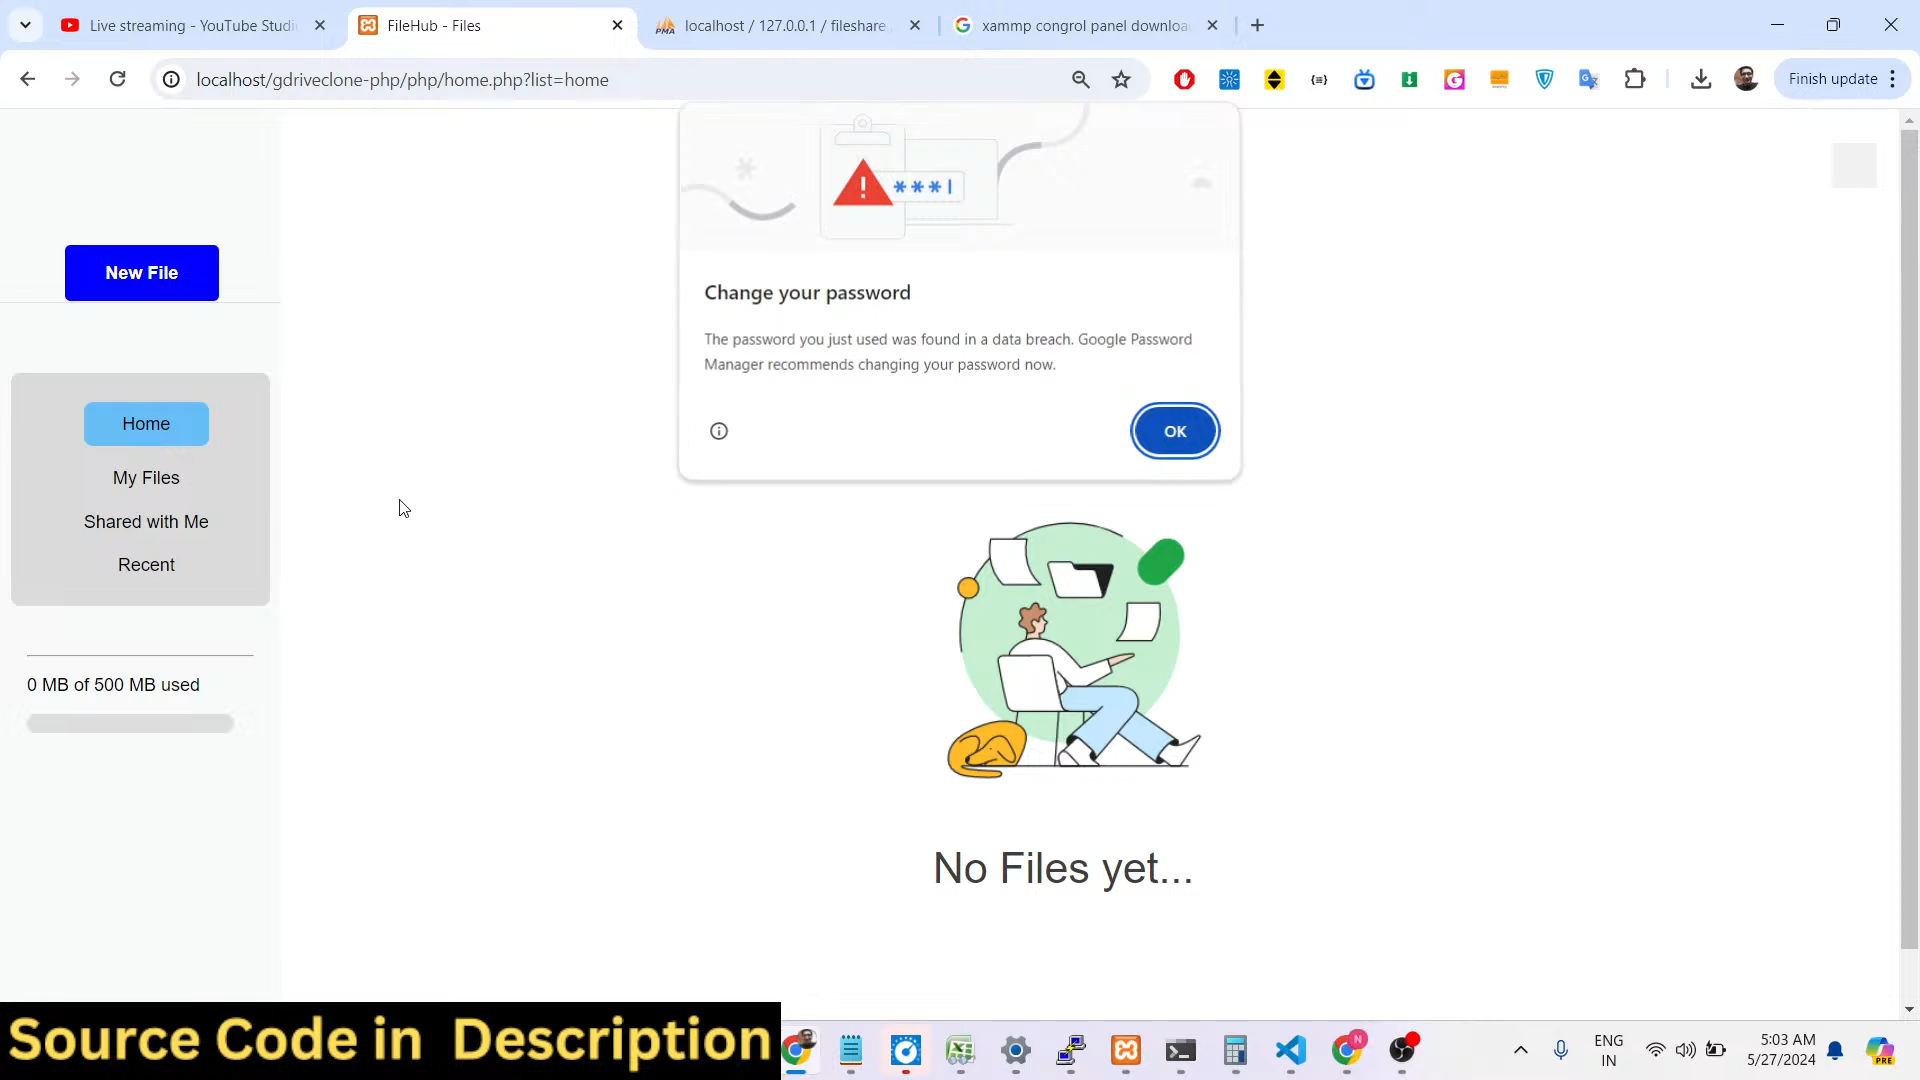 Live streaming - YouTube Studi
FileHub - Files
PMA
localhost / 127.0.0.1 / fileshare
xammp congrol panel downloa
localhost/gdriveclone-php/php/home.php?list=home
Finish update
New File
Home
My Files
Shared with Me
Recent
0 MB of 500 MB used
***
Change your password
The password you just used was found in a data breach. Google Password
Manager recommends changing your password now.
OK
No Files yet...
Source Code in Description
N
ENG
IN
5:03 AM
5/27/2024
PRE